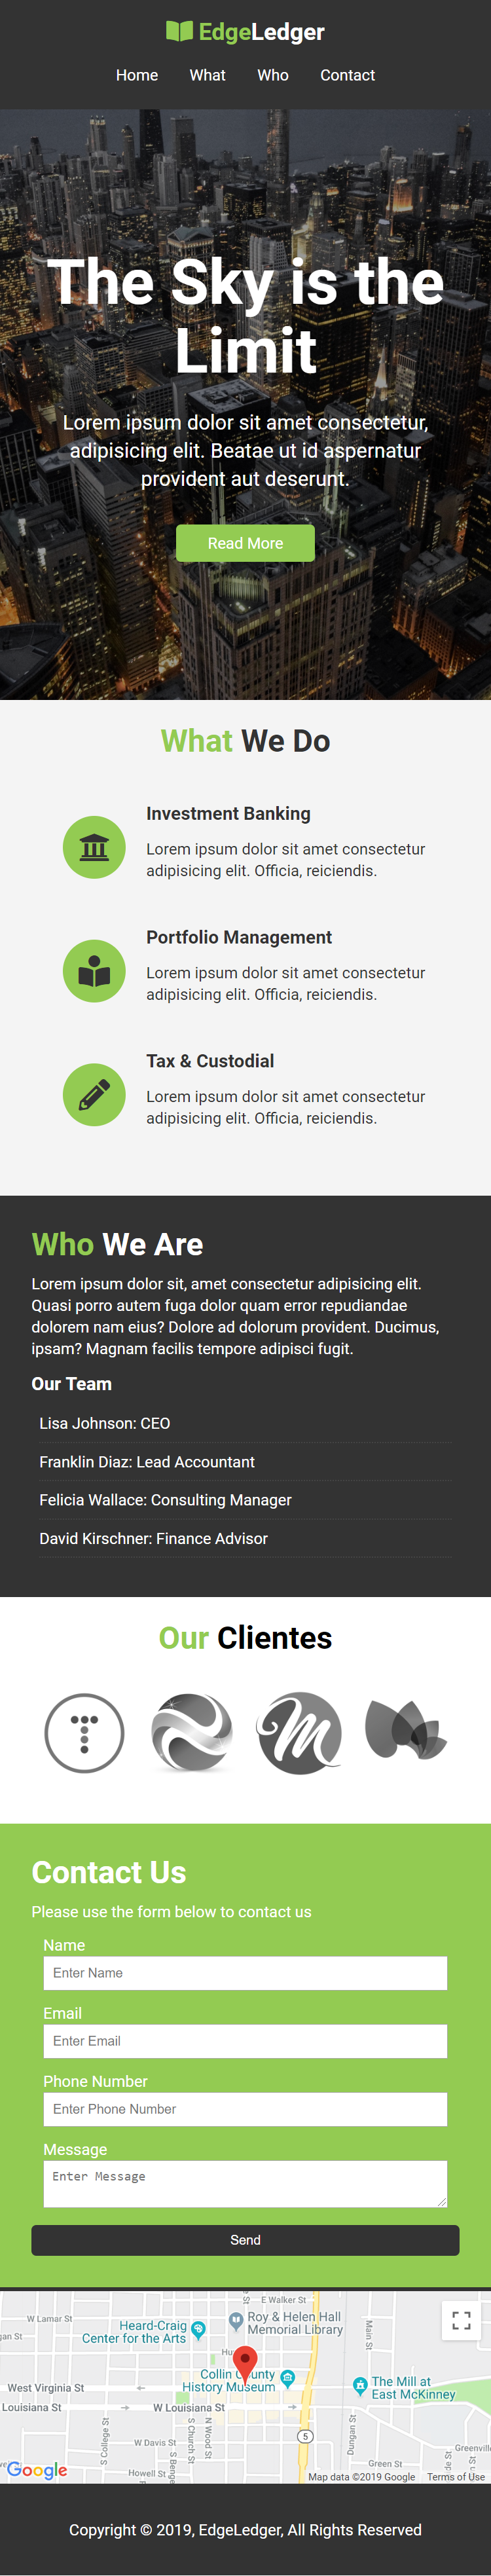 EdgeLedger
Home What Who Contact
The Sky is the
Limit
Lorem ipsum dolor sit amet consectetur,
adipisicing elit. Beatae ut id aspernatur
provident aut deserunt.
Read More
What We Do
Investment Banking
Lorem ipsum dolor sit amet consectetur
adipisicing elit. Officia, reiciendis.
Portfolio Management
Lorem ipsum dolor sit amet consectetur
adipisicing elit. Officia, reiciendis.
Tax & Custodial
Lorem ipsum dolor sit amet consectetur
adipisicing elit. Officia, reiciendis.
Who We Are
Lorem ipsum dolor sit, amet consectetur adipisicing elit.
Quasi porro autem fuga dolor quam error repudiandae
dolorem nam eius? Dolore ad dolorum provident. Ducimus,
ipsam? Magnam facilis tempore adipisci fugit.
Our Team
Lisa Johnson: CEO
Franklin Diaz: Lead Accountant
Felicia Wallace: Consulting Manager
David Kirschner: Finance Advisor
Our Clientes
T
M
Contact Us
Please use the form below to contact us
Name
Enter Name
Email
Enter Email
Phone Number
Enter Phone Number
Message
Enter Message
Send
E Walker St
W Lamar St
Roy & Helen Hall
Memorial Library
Heard-Craig
Center for the Arts
Main St
Collin County
History Museum
The Mill at
East McKinney
West Virginia St
Louisiana St
W Louisiana St
S College St
S Church St
N Wood St
Dungan St
5
W Davis St
Green St
Howell St
Google
Map data ©2019 Google Terms of Use
Copyright © 2019, EdgeLedger, All Rights Reserved